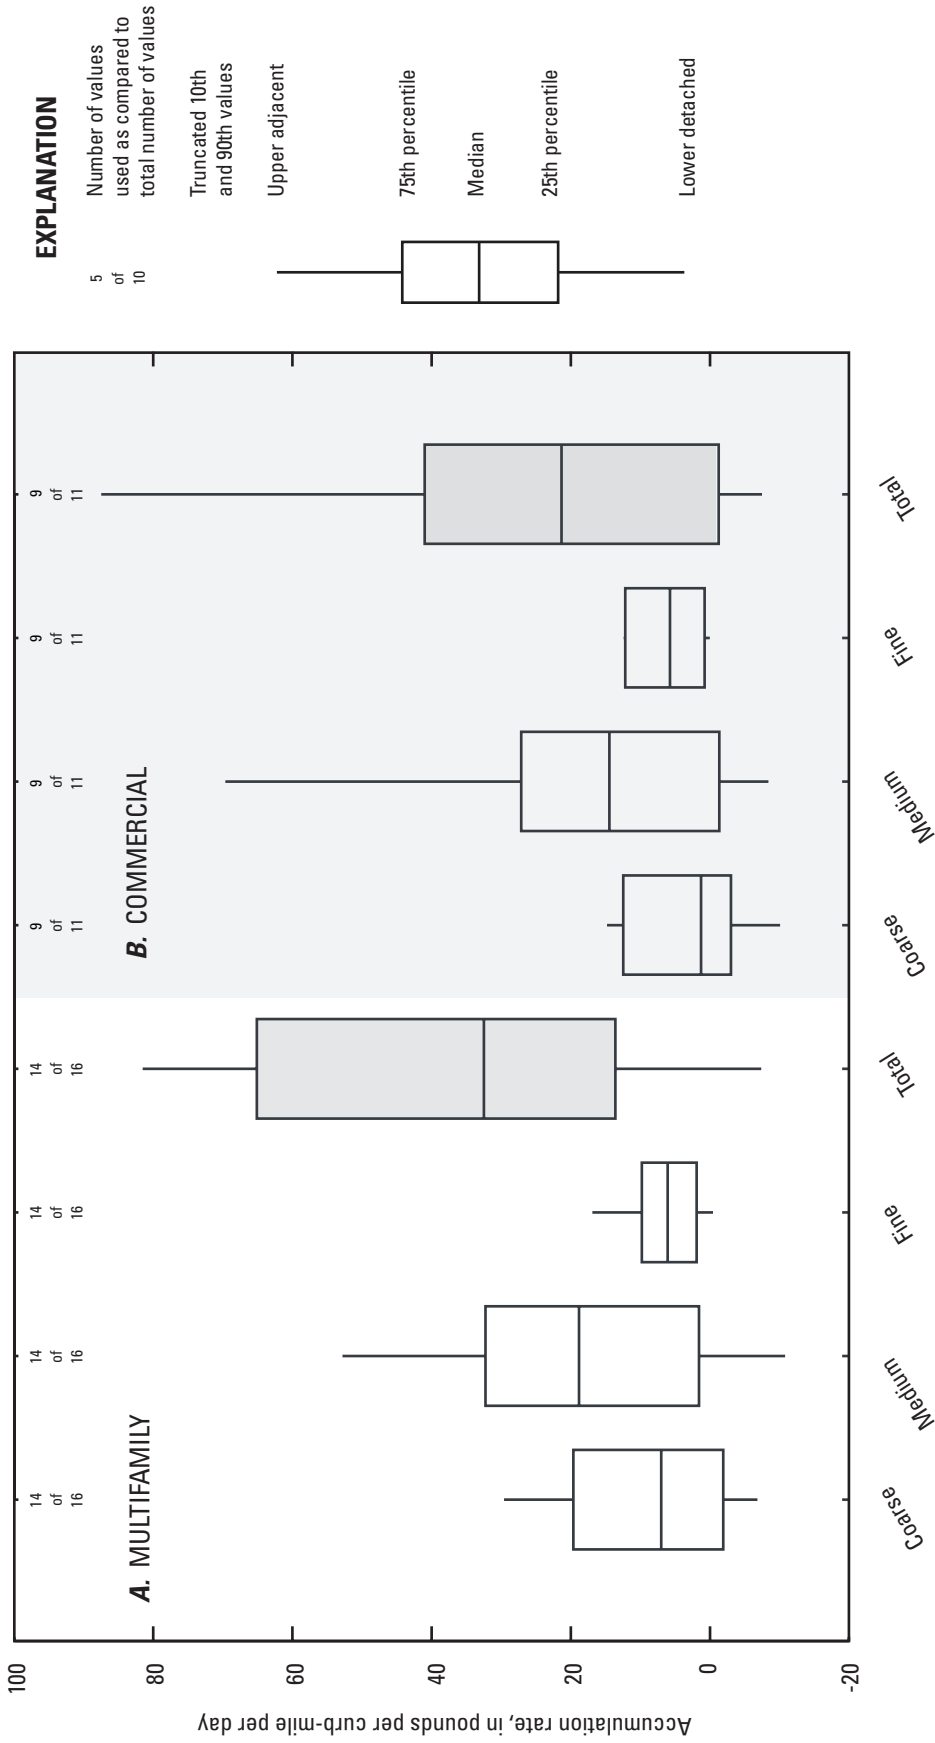 Accumulation rate, in pounds per curb-mile per day
100
80
60
40
20
0
-20
A. MULTIFAMILY
B. COMMERCIAL
14
of
16
14
of
16
14
of
16
14
of
16
9
of
11
9
of
11
9
of
11
9
of
11
Coarse
Medium
Fine
Total
Coarse
Medium
Fine
Total
EXPLANATION
5
of
10
Number of values
used as compared to
total number of values
Truncated 10th
and 90th values
Upper adjacent
75th percentile
Median
25th percentile
Lower detached